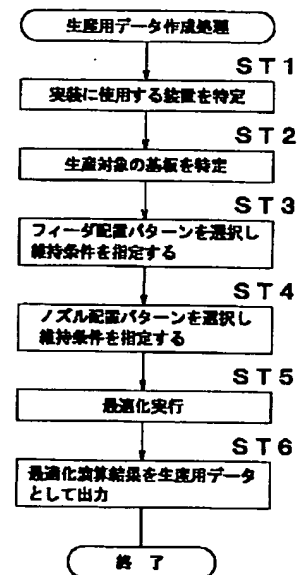 生産用データ作成処理
ST1
実装に使用する装置を特定
ST2
生産対象の基板を特定
ST3
フィーダ配置パターンを選択し
維持条件を指定する
ST4
ノズル配置パターンを選択し
維持条件を指定する
ST5
最適化実行
ST6
最適化演算結果を生産用データ
として出力
終了